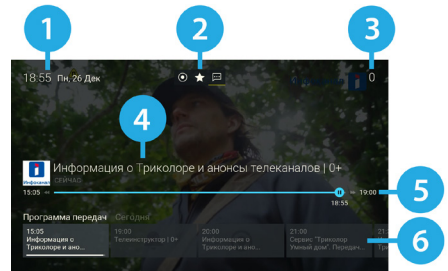 1
2
3
18:55 Пн, 26 Дек
0
4
Инфоканал
Информация о Триколоре и анонсы телеканалов | 0+
СЕЙЧАС
15:05
19:00
5
18:55
Программа передач Сегодня
15:05
Информация о
Триколоре и ано...
19:00
Телеинструктор | 0+
20:00
Информация о
Триколоре и ано...
21:00
Сервис "Триколор
Умный дом". Передач...
6